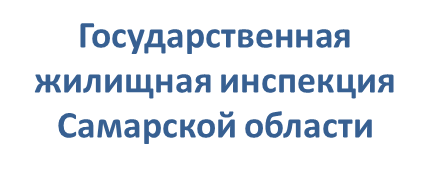 Государственная
жилищная инспекция
Самарской области